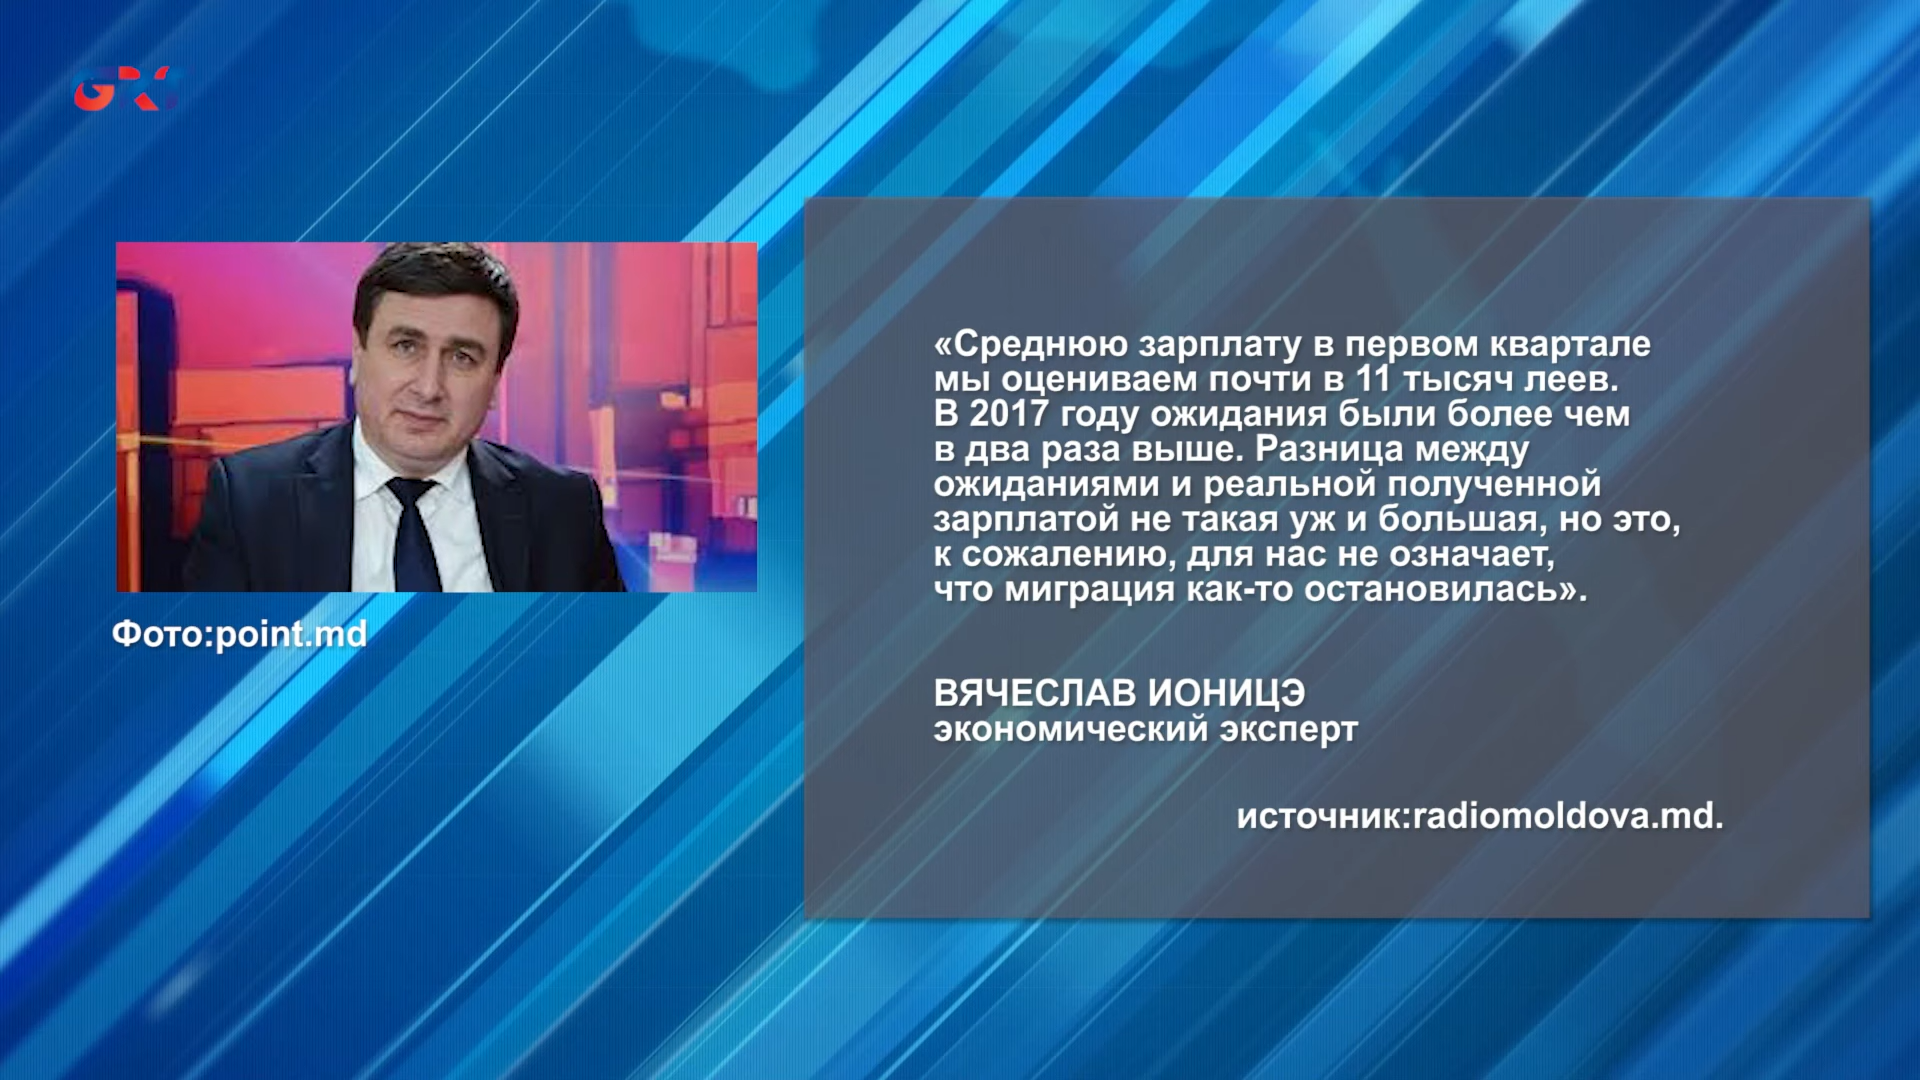 GRT
Фото:point.md
«Среднюю зарплату в первом квартале
мы оцениваем почти в 11 тысяч леев.
В 2017 году ожидания были более чем
в два раза выше. Разница между
ожиданиями и реальной полученной
зарплатой не такая уж и большая, но это,
к сожалению, для нас не означает,
что миграция как-то остановилась».
ВЯЧЕСЛАВ ИОНИЦЭ
экономический эксперт
источник:radiomoldova.md.